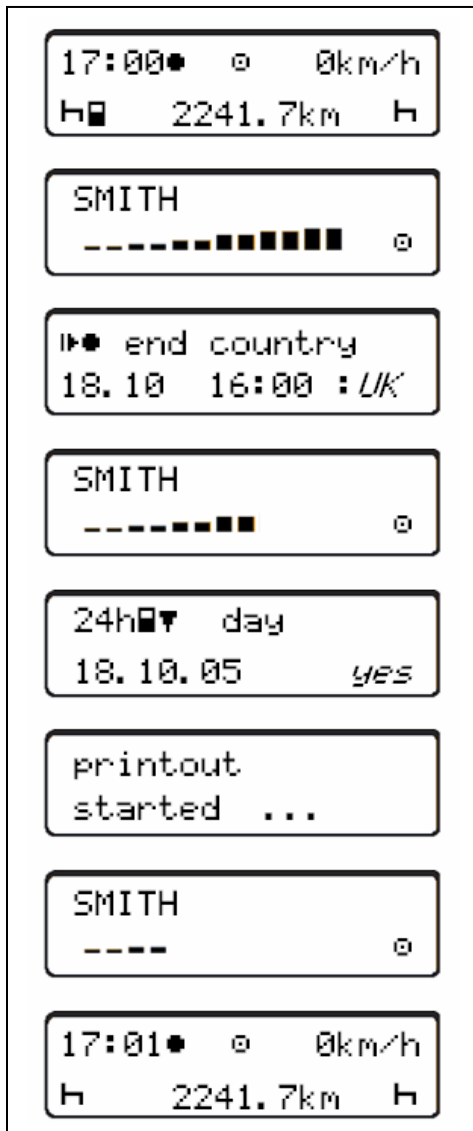 17:00● ⊙ 0km/h
2241.7km
SMITH
⊙
end country
18.10 16:00 :UK
SMITH
⊙
24h▼ day
18.10.05 yes
printout
started ...
SMITH
⊙
17:01● ⊙ 0km/h
2241.7km